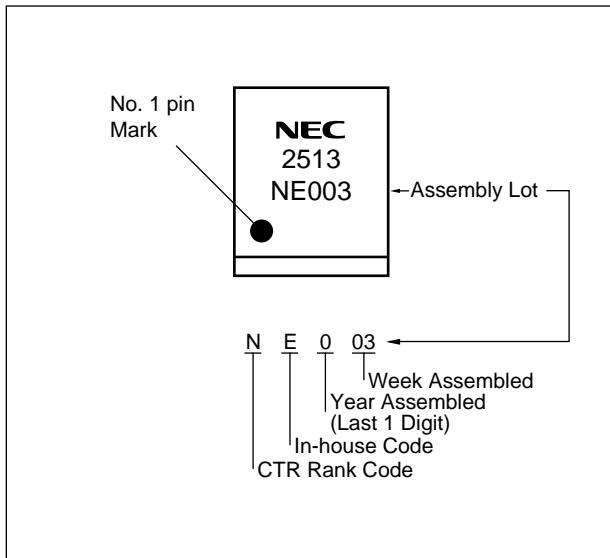 No. 1 pin
Mark
NEC
2513
NE003
Assembly Lot
N E 0 03
Week Assembled
Year Assembled
(Last 1 Digit)
In-house Code
CTR Rank Code